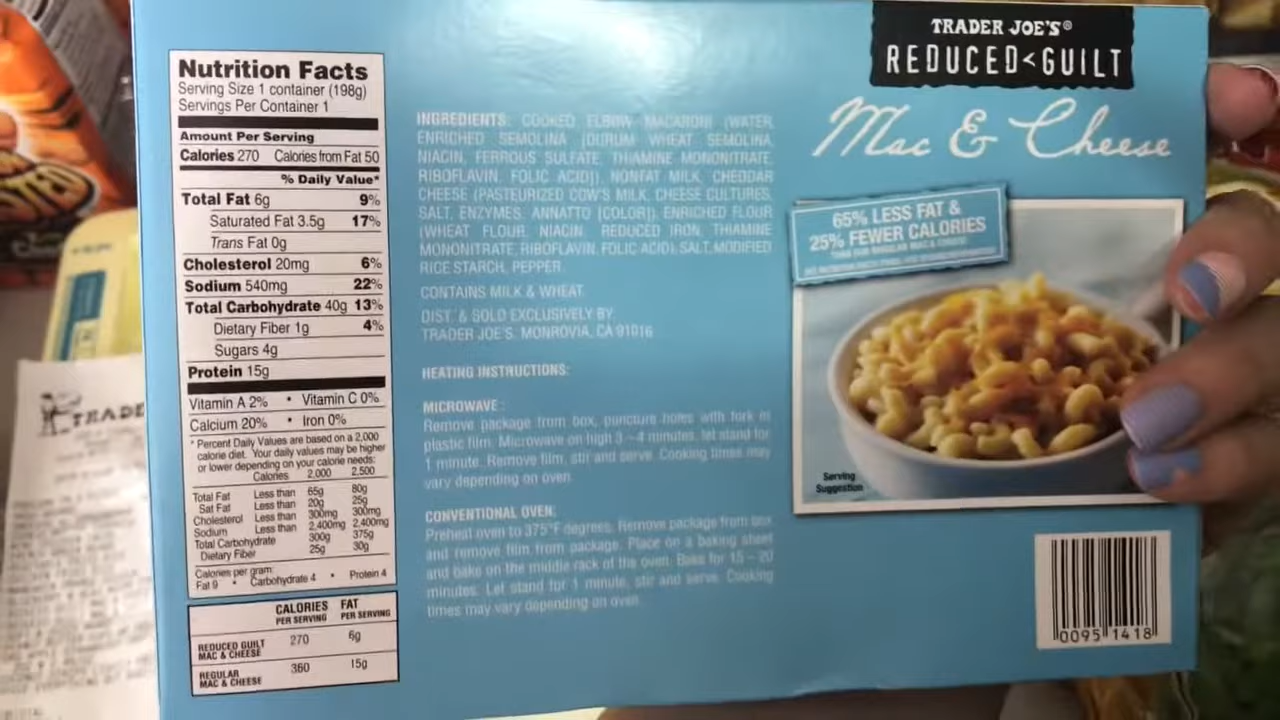 Nutrition Facts
Serving Size 1 container (198g)
Servings Per Container 1
Amount Per Serving
Calories 270 Calories from Fat 50
% Daily Value*
Total Fat 6g 9%
Saturated Fat 3.5g 17%
Trans Fat 0g
Cholesterol 20mg 6%
Sodium 540mg 22%
Total Carbohydrate 40g 13%
Dietary Fiber 1g 4%
Sugars 4g
Protein 15g
Vitamin A 2% • Vitamin C 0%
Calcium 20% • Iron 0%
* Percent Daily Values are based on a 2,000
calorie diet. Your daily values may be higher
or lower depending on your calorie needs:
Calories 2,000 2,500
Total Fat Less than 65g 80g
Sat Fat Less than 20g 25g
Cholesterol Less than 300mg 300mg
Sodium Less than 2,400mg 2,400mg
Total Carbohydrate 300g 375g
Dietary Fiber 25g 30g
Calories per gram:
Fat 9 • Carbohydrate 4 • Protein 4
CALORIES FAT
PER SERVING PER SERVING
REDUCED GUILT
MAC & CHEESE 270 6g
REGULAR
MAC & CHEESE 360 15g
INGREDIENTS: COOKED ELBOW MACARONI (WATER,
ENRICHED SEMOLINA [DURUM WHEAT SEMOLINA,
NIACIN, FERROUS SULFATE, THIAMINE MONONITRATE,
RIBOFLAVIN, FOLIC ACID]), NONFAT MILK, CHEDDAR
CHEESE (PASTEURIZED COW'S MILK, CHEESE CULTURES,
SALT, ENZYMES, ANNATTO [COLOR]), ENRICHED FLOUR
(WHEAT FLOUR, NIACIN, REDUCED IRON, THIAMINE
MONONITRATE, RIBOFLAVIN, FOLIC ACID), SALT, MODIFIED
RICE STARCH, PEPPER.
CONTAINS MILK & WHEAT.
DIST. & SOLD EXCLUSIVELY BY:
TRADER JOE'S, MONROVIA, CA 91016
HEATING INSTRUCTIONS:
MICROWAVE:
Remove package from box, puncture holes with fork in
plastic film. Microwave on high 3-4 minutes, let stand for
1 minute. Remove film, stir and serve. Cooking times may
vary depending on oven.
CONVENTIONAL OVEN:
Preheat oven to 375°F degrees. Remove package from box
and remove film from package. Place on a baking sheet
and bake on the middle rack of the oven. Bake for 15 – 20
minutes. Let stand for 1 minute, stir and serve. Cooking
times may vary depending on oven.
TRADER JOE'S®
REDUCED<GUILT
Mac & Cheese
65% LESS FAT &
25% FEWER CALORIES
THAN OUR REGULAR MAC & CHEESE
Serving
Suggestion
0095 1418
TRADE